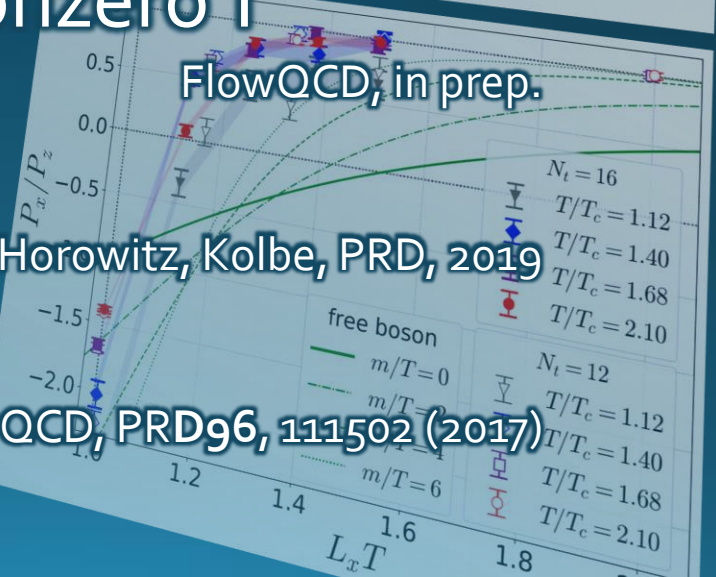 onzero T
0.5
FlowQCD, in prep.
0.0
−0.5
P_x/P_z
N_t = 16
T/T_c = 1.12
T/T_c = 1.40
T/T_c = 1.68
T/T_c = 2.10
Horowitz, Kolbe, PRD, 2019
−1.5
−2.0
free boson
m/T = 0
m/T =
m/T = 6
N_t = 12
T/T_c = 1.12
T/T_c = 1.40
T/T_c = 1.68
T/T_c = 2.10
QCD, PRD96, 111502 (2017)
1.0
1.2
1.4
1.6
1.8
L_xT